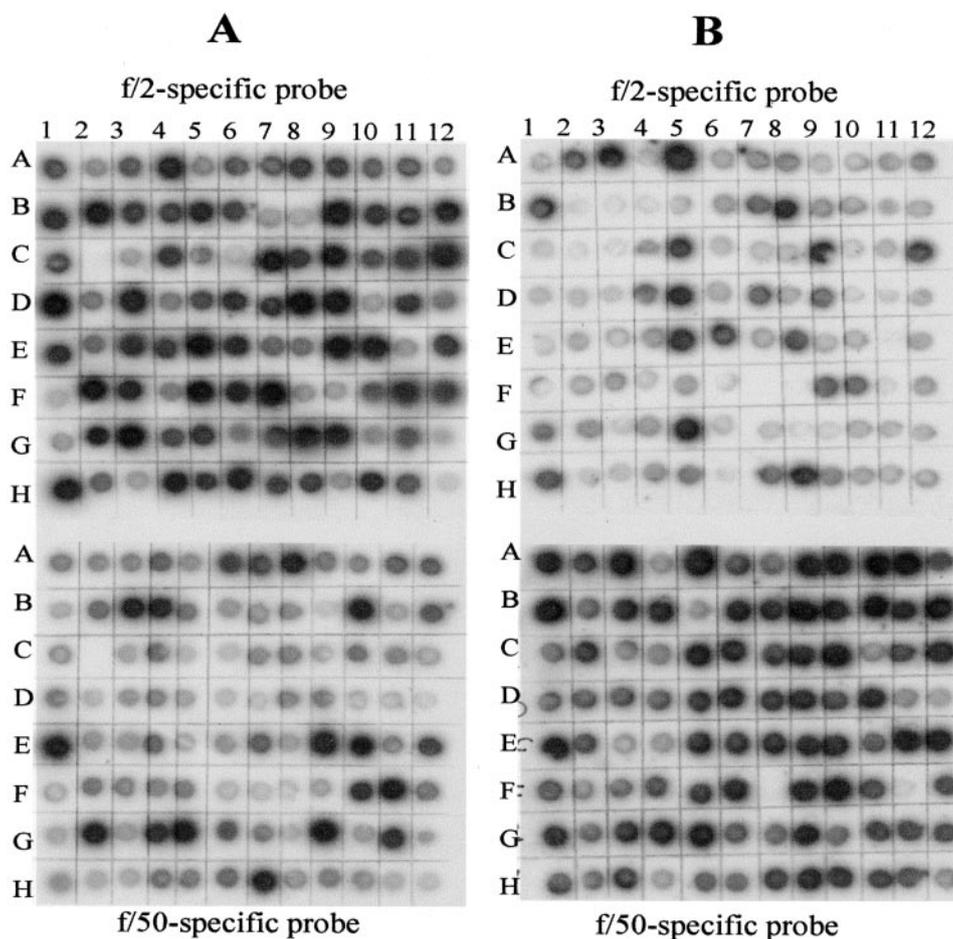 A B
f/2-specific probe f/2-specific probe
1 2 3 4 5 6 7 8 9 10 11 12 1 2 3 4 5 6 7 8 9 10 11 12
A A
B B
C C
D D
E E
F F
G G
H H
A A
B B
C C
D D
E E
F F
G G
H H
f/50-specific probe f/50-specific probe